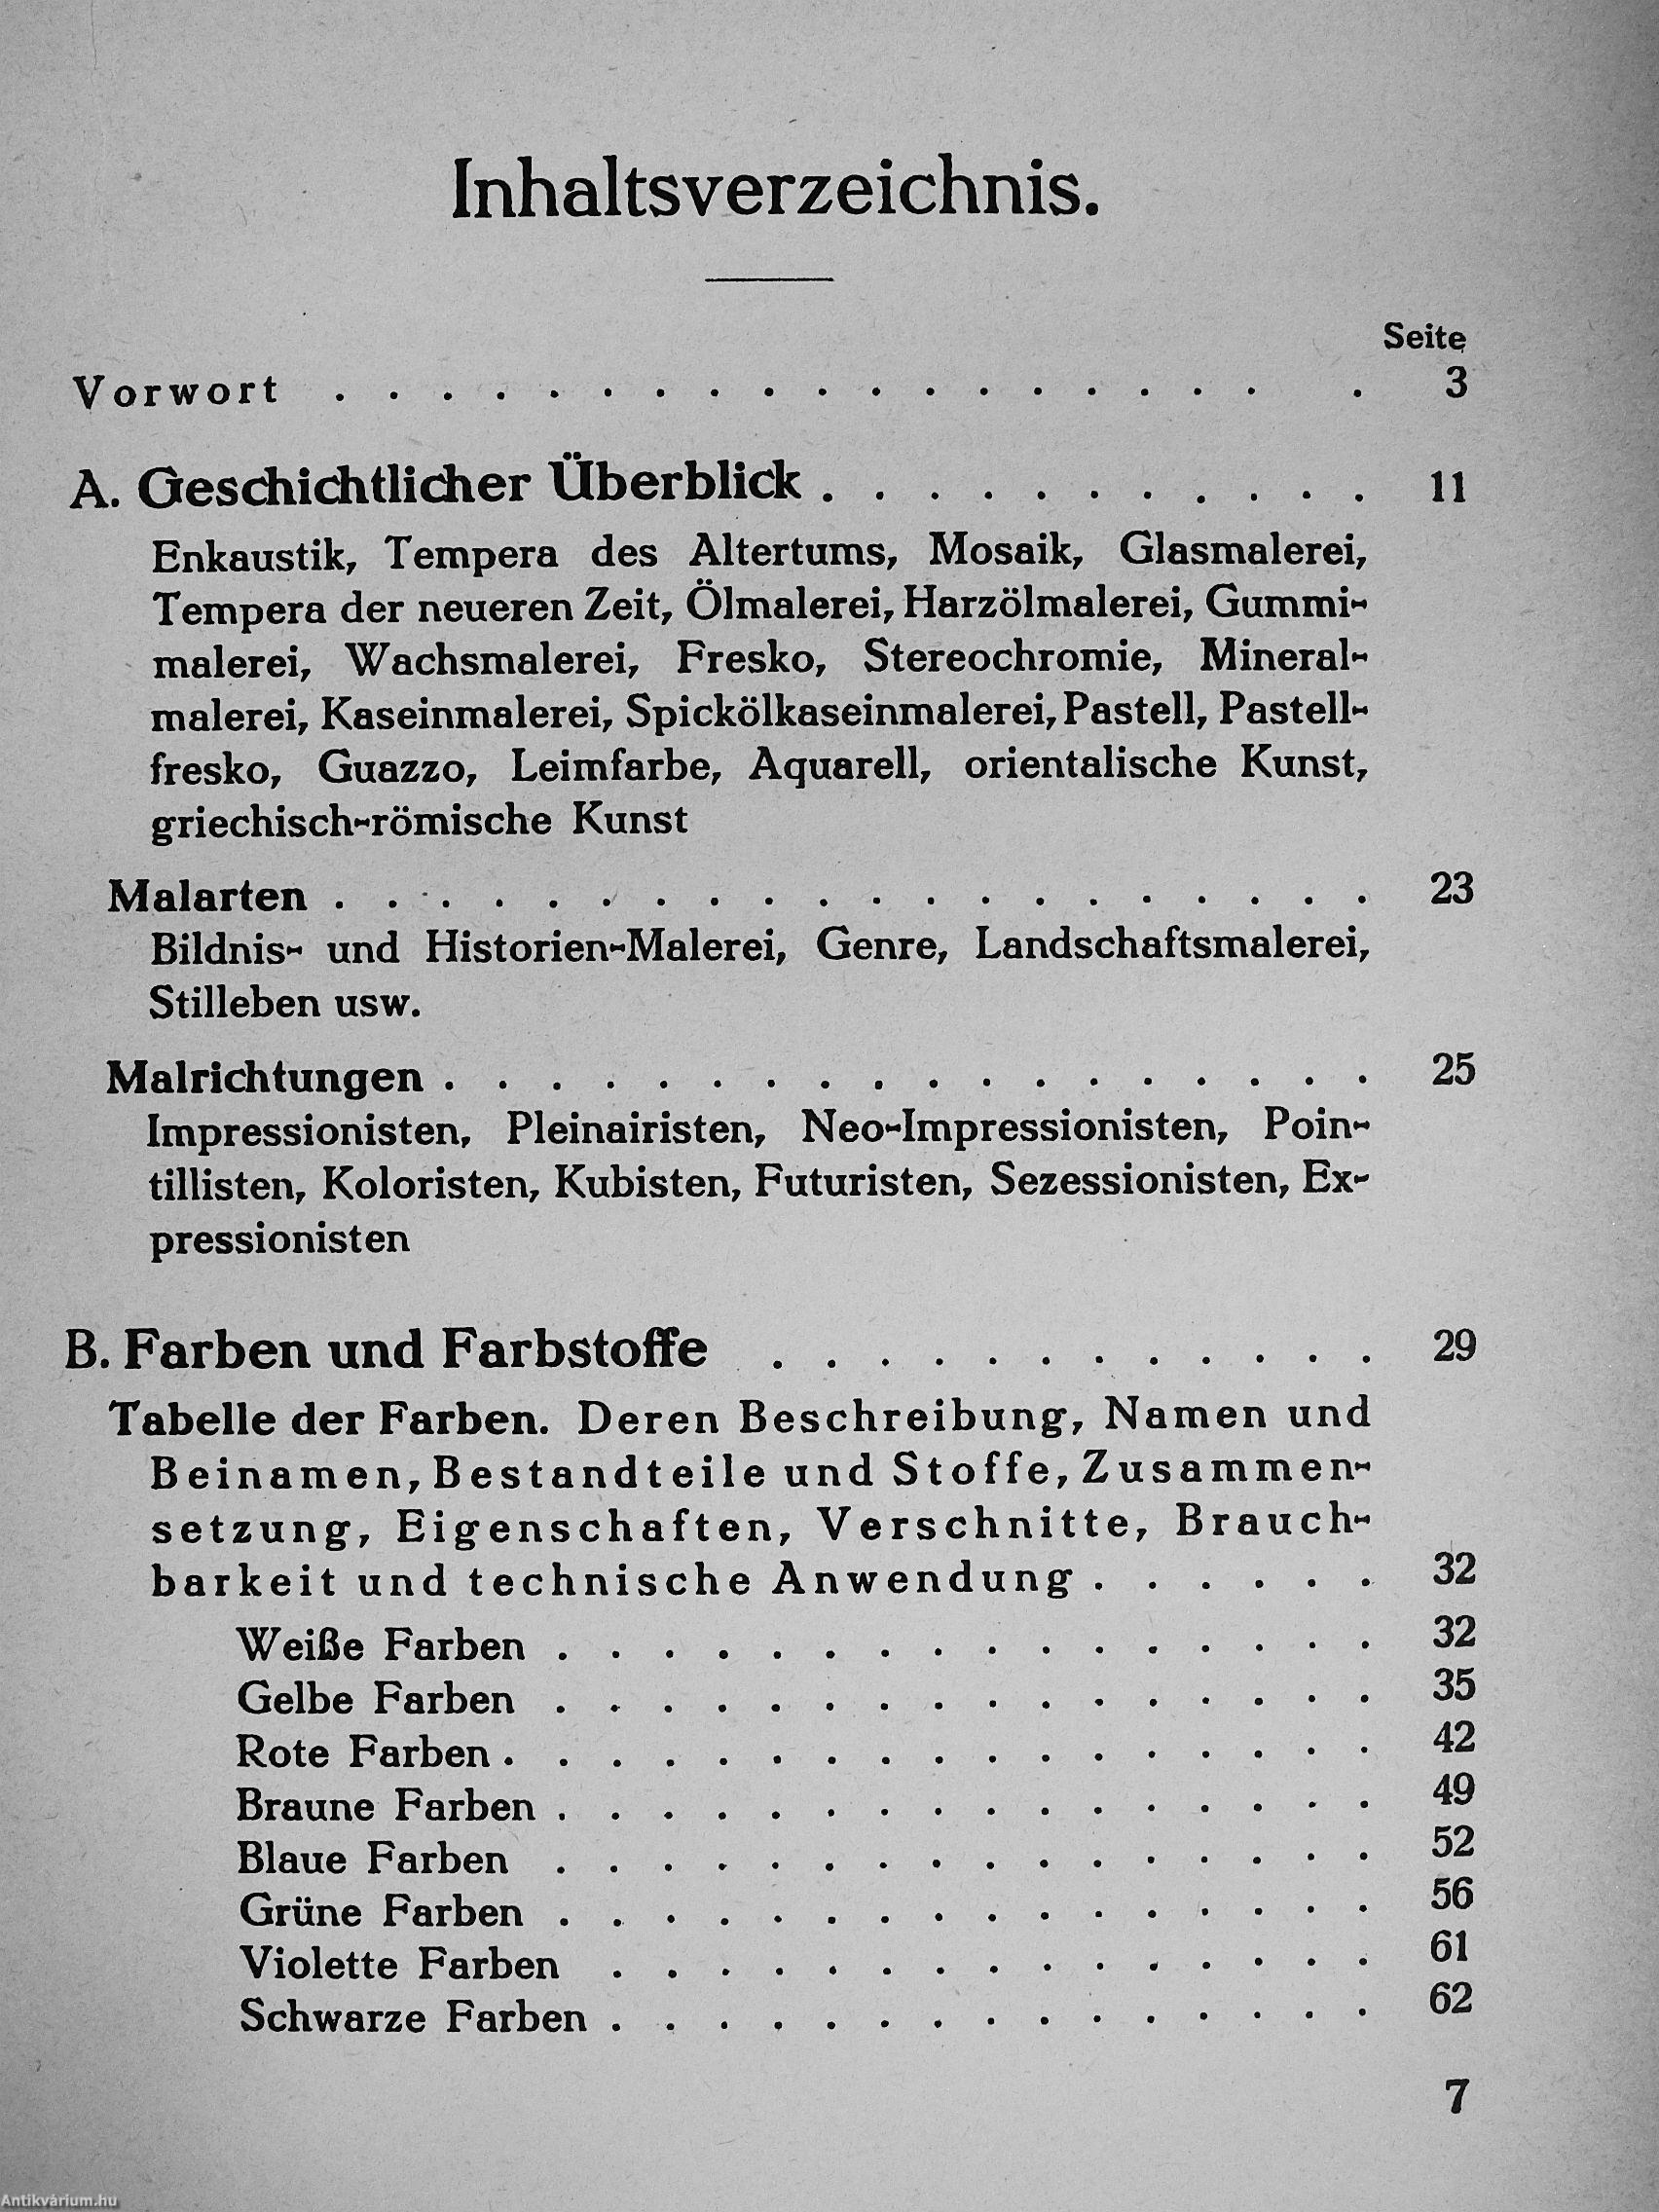 Inhaltsverzeichnis.
Seite
Vorwort . . . . . . . . . . . . . . . . . . . 3
A. Geschichtlicher Überblick . . . . . . . . . . . 11
Enkaustik, Tempera des Altertums, Mosaik, Glasmalerei,
Tempera der neueren Zeit, Ölmalerei, Harzölmalerei, Gummi-
malerei, Wachsmalerei, Fresko, Stereochromie, Mineral-
malerei, Kaseinmalerei, Spickölkaseinmalerei, Pastell, Pastell-
fresko, Guazzo, Leimfarbe, Aquarell, orientalische Kunst,
griechisch-römische Kunst
Malarten . . . . . . . . . . . . . . . . . . . . 23
Bildnis- und Historien-Malerei, Genre, Landschaftsmalerei,
Stilleben usw.
Malrichtungen . . . . . . . . . . . . . . . . . . 25
Impressionisten, Pleinairisten, Neo-Impressionisten, Poin-
tillisten, Koloristen, Kubisten, Futuristen, Sezessionisten, Ex-
pressionisten
B. Farben und Farbstoffe . . . . . . . . . . . . 29
Tabelle der Farben. Deren Beschreibung, Namen und
Beinamen, Bestandteile und Stoffe, Zusammen-
setzung, Eigenschaften, Verschnitte, Brauch-
barkeit und technische Anwendung . . . . . . 32
Weiße Farben . . . . . . . . . . . . . . . . 32
Gelbe Farben . . . . . . . . . . . . . . . . 35
Rote Farben . . . . . . . . . . . . . . . . . 42
Braune Farben . . . . . . . . . . . . . . . . 49
Blaue Farben . . . . . . . . . . . . . . . . 52
Grüne Farben . . . . . . . . . . . . . . . . 56
Violette Farben . . . . . . . . . . . . . . . 61
Schwarze Farben . . . . . . . . . . . . . . . 62
7
Antikvárium.hu